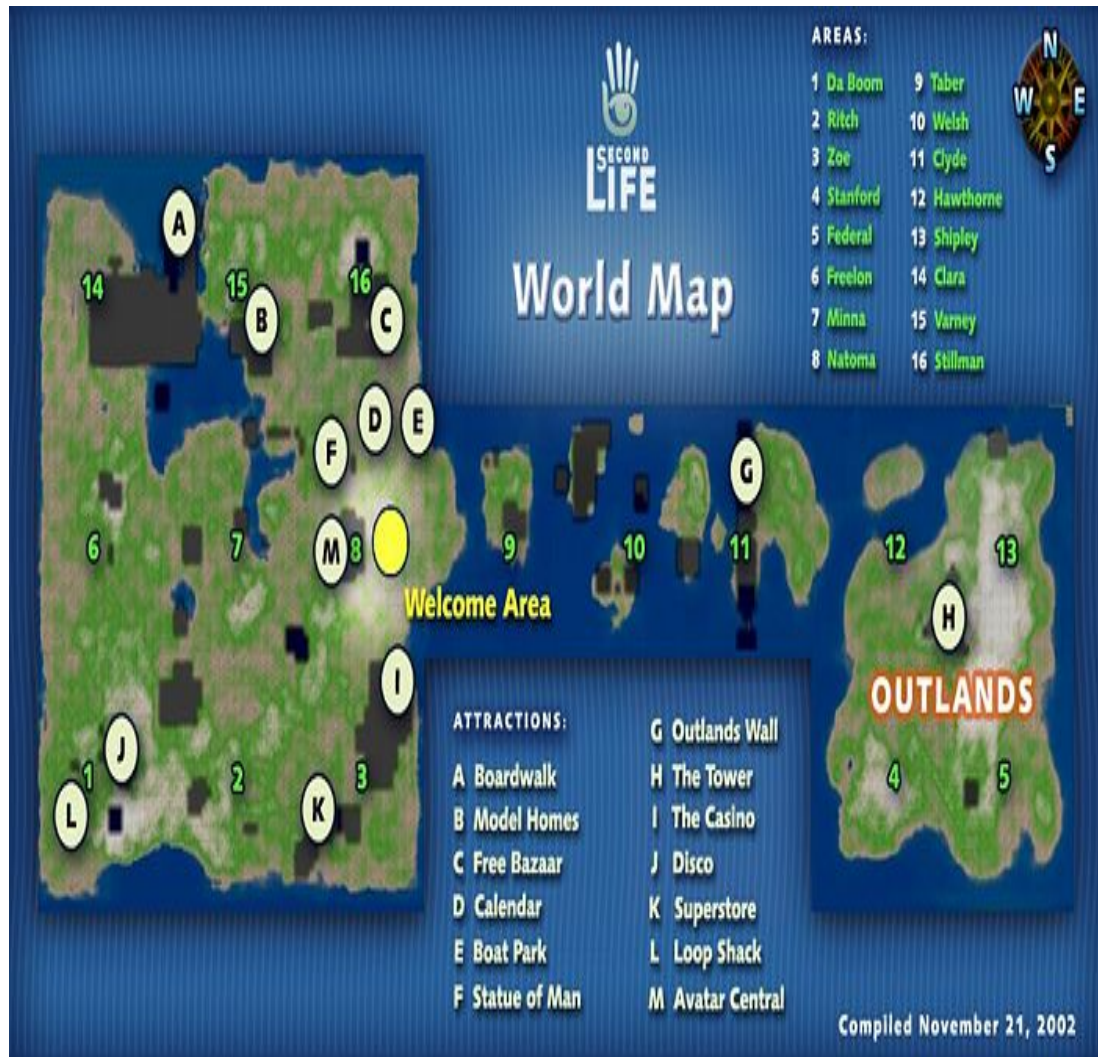 SECOND
LIFE
World Map
AREAS:
1 Da Boom
2 Ritch
3 Zoe
4 Stanford
5 Federal
6 Freelon
7 Minna
8 Natoma
9 Taber
10 Welsh
11 Clyde
12 Hawthorne
13 Shipley
14 Clara
15 Varney
16 Stillman
N
W E
S
A
14
15
16
B
C
D
E
F
G
6
7
M
8
9
10
11
12
13
Welcome Area
H
I
OUTLANDS
J
1
2
3
4
5
L
K
ATTRACTIONS:
A Boardwalk
B Model Homes
C Free Bazaar
D Calendar
E Boat Park
F Statue of Man
G Outlands Wall
H The Tower
I The Casino
J Disco
K Superstore
L Loop Shack
M Avatar Central
Compiled November 21, 2002